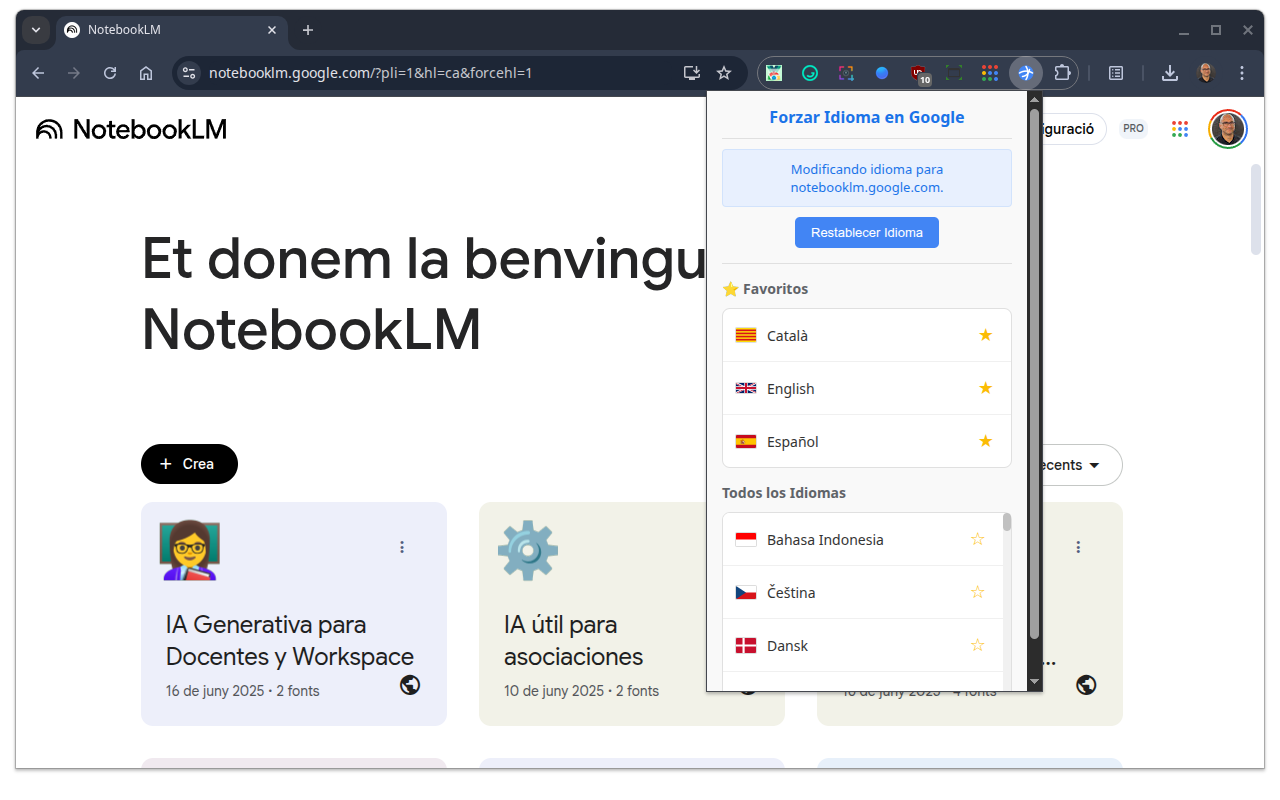 NotebookLM
notebooklm.google.com/?pli=1&hl=ca&forcehl=1
10
NotebookLM
PRO
Et donem la
NotebookLM
Crea
IA Generativa para
Docentes y Workspace
16 de juny 2025 • 2 fonts
IA útil para
asociaciones
10 de juny 2025 • 2 fonts
Forzar Idioma en Google
Modificando idioma para
notebooklm.google.com.
Restablecer Idioma
⭐ Favoritos
Català
English
Español
Todos los Idiomas
Bahasa Indonesia
Čeština
Dansk